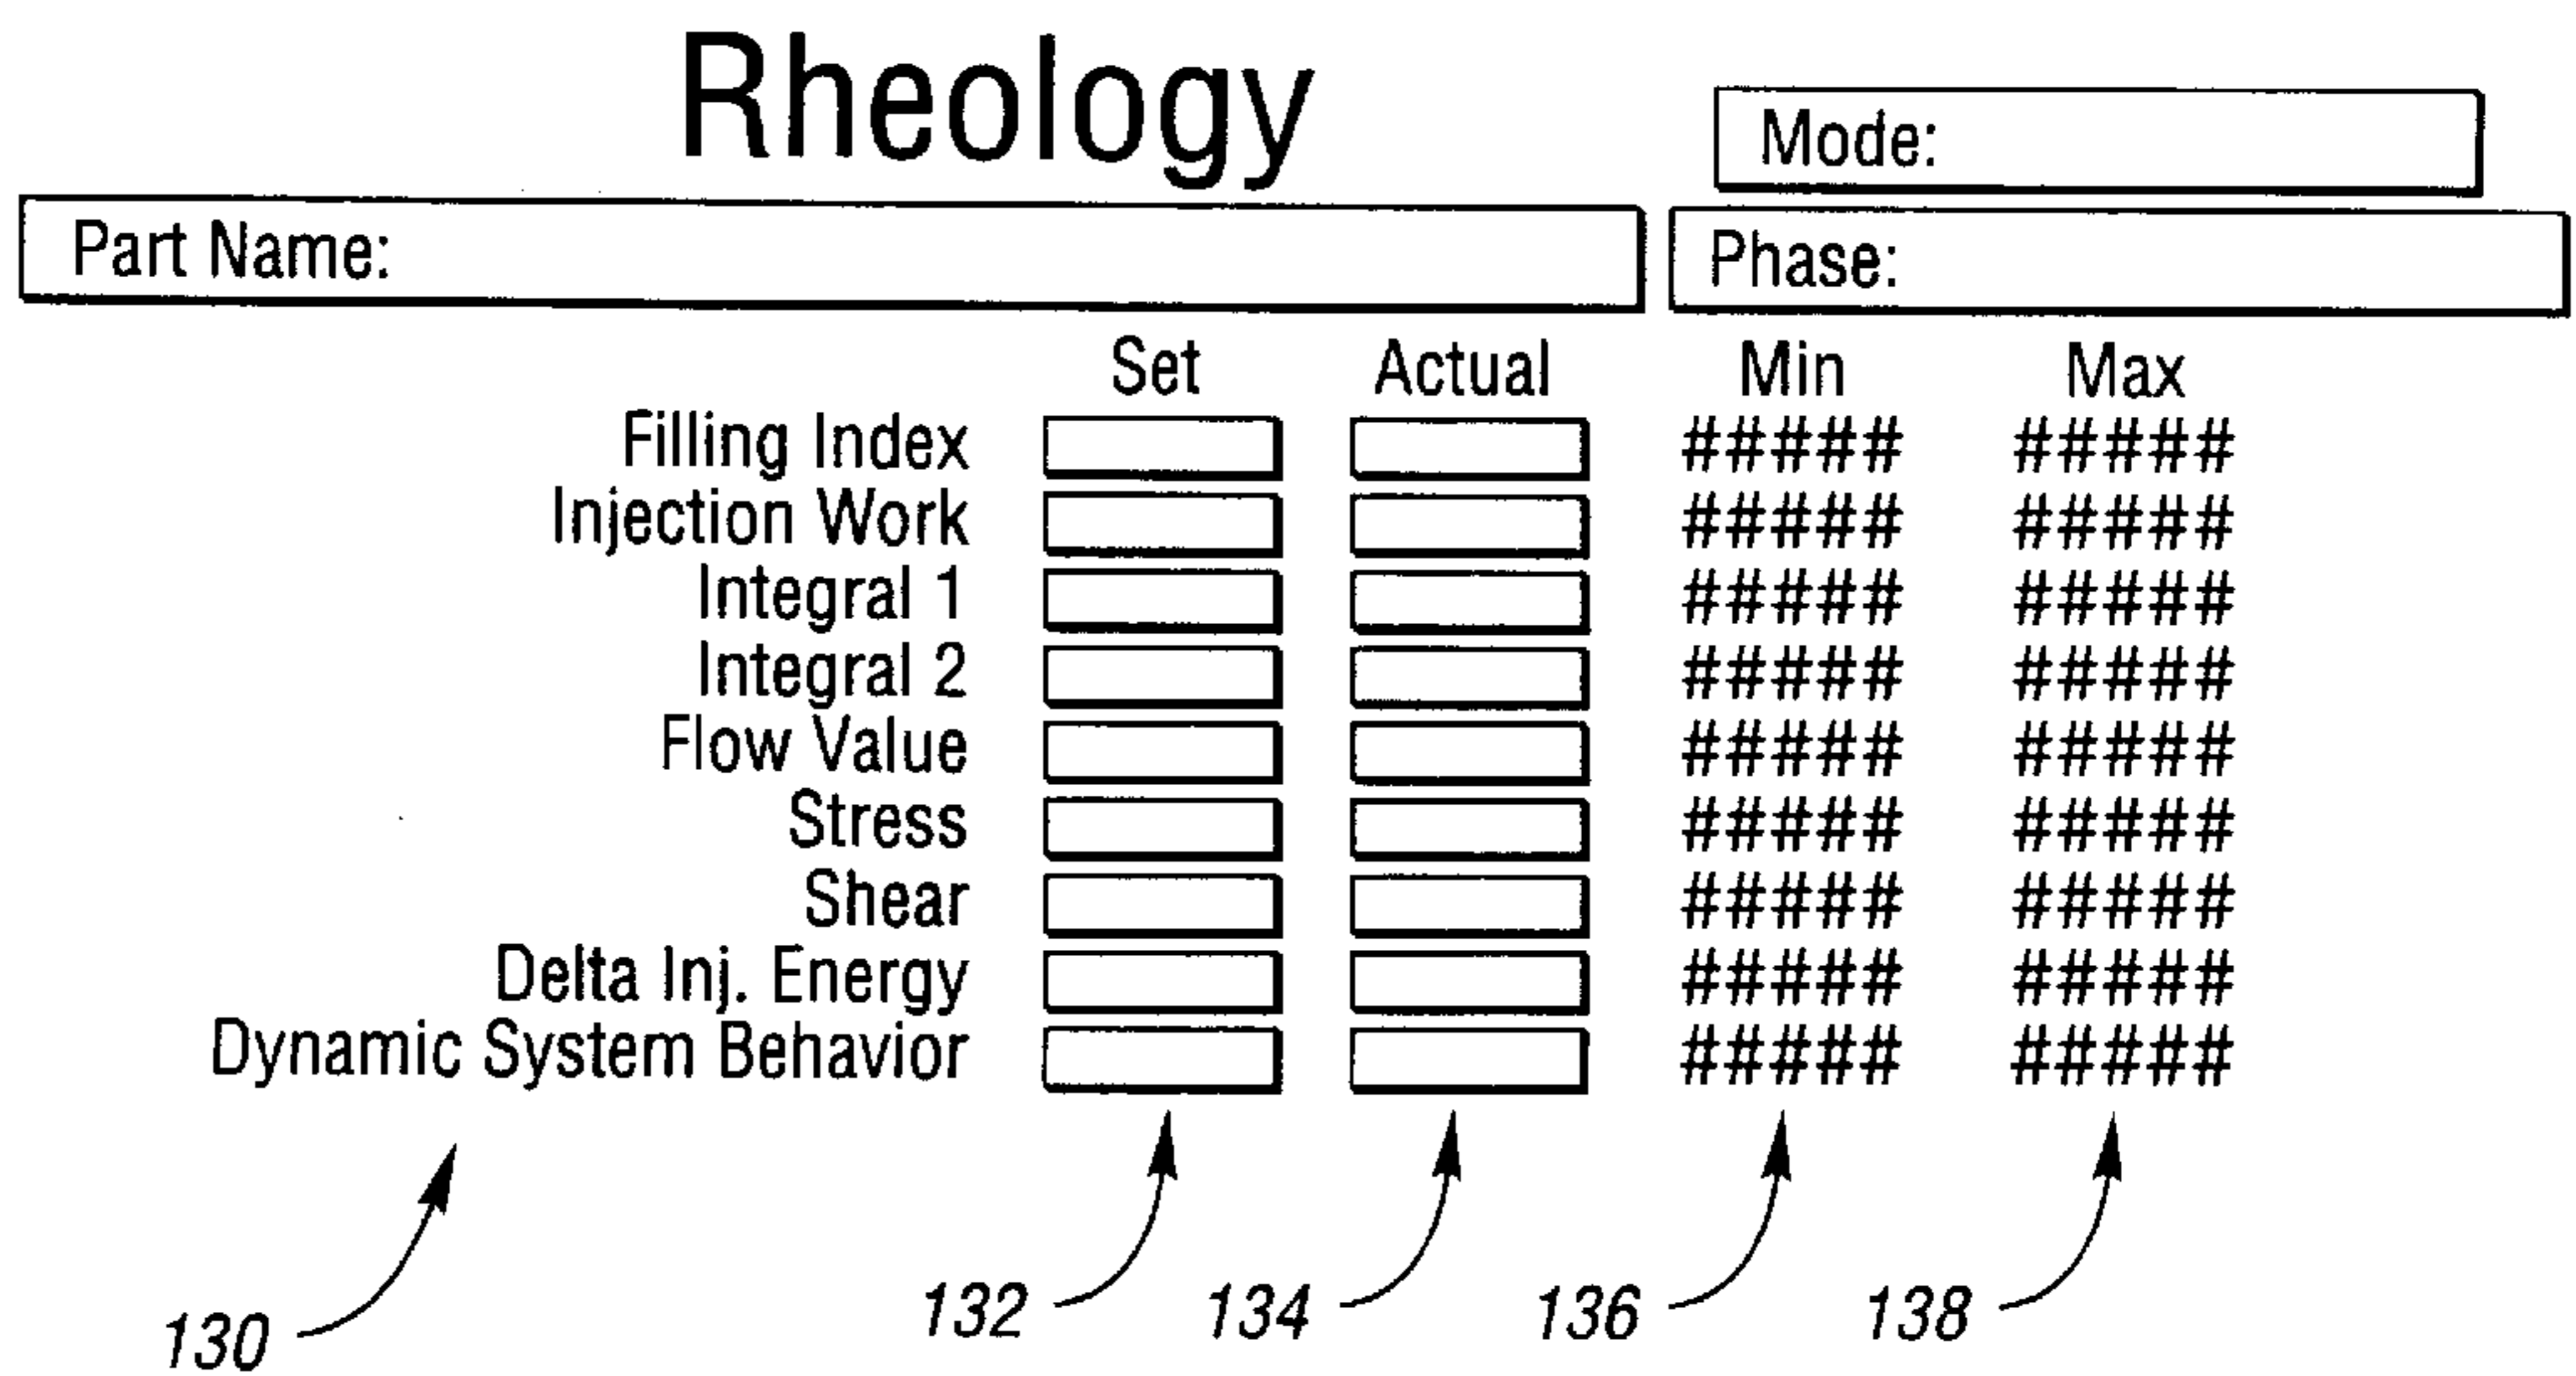 Rheology
Mode:
Part Name:
Phase:
Set Actual Min Max
Filling Index ##### #####
Injection Work ##### #####
Integral 1 ##### #####
Integral 2 ##### #####
Flow Value ##### #####
Stress ##### #####
Shear ##### #####
Delta Inj. Energy ##### #####
Dynamic System Behavior ##### #####
130 132 134 136 138